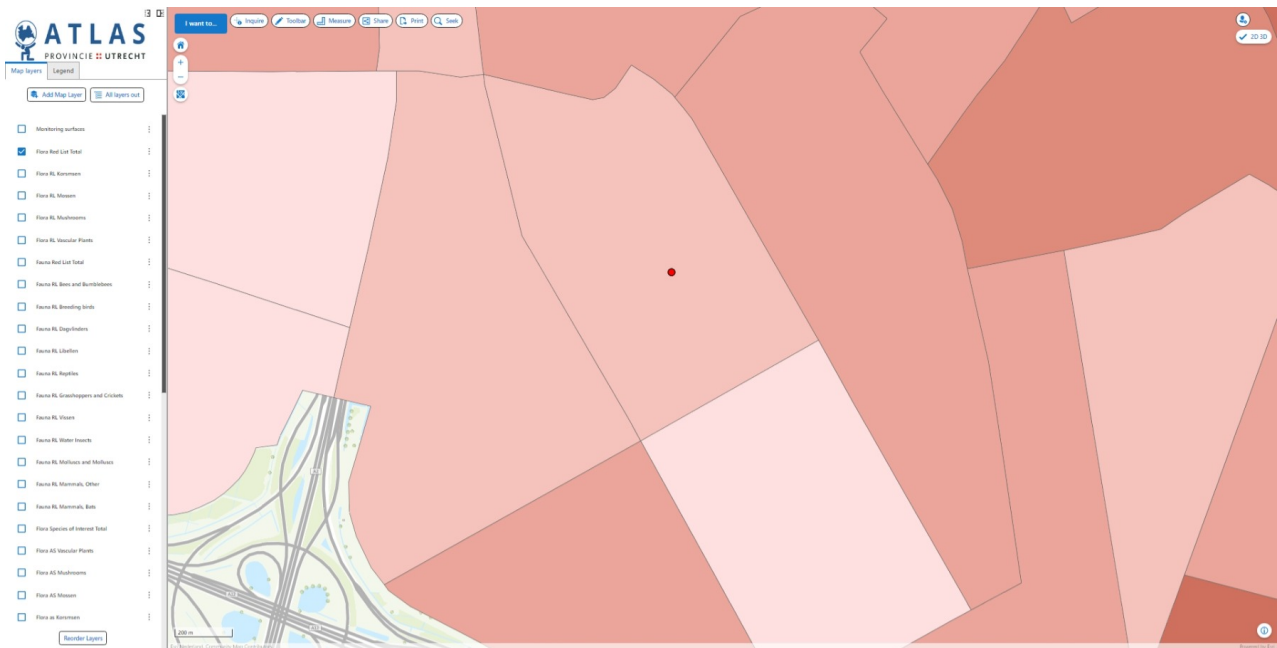 ATLAS
PROVINCIE UTRECHT
Map layers
Legend
Add Map Layer
All layers out
Monitoring surfaces
Flora Red List Total
Flora RL Korsmsen
Flora RL Mossen
Flora RL Mushrooms
Flora RL Vascular Plants
Fauna Red List Total
Fauna RL Bees and Bumblebees
Fauna RL Breeding birds
Fauna RL Dagvlinders
Fauna RL Libellen
Fauna RL Reptiles
Fauna RL Grasshoppers and Crickets
Fauna RL Vissen
Fauna RL Water Insects
Fauna RL Molluses and Molluses
Fauna RL Mammals, Other
Fauna RL Mammals, Bats
Flora Species of Interest Total
Flora AS Vascular Plants
Flora AS Mushrooms
Flora AS Mossen
Flora as Korsmsen
Reorder Layers
I want to...
Inquire
Toolbar
Measure
Share
Print
Seek
2D 3D
200 m